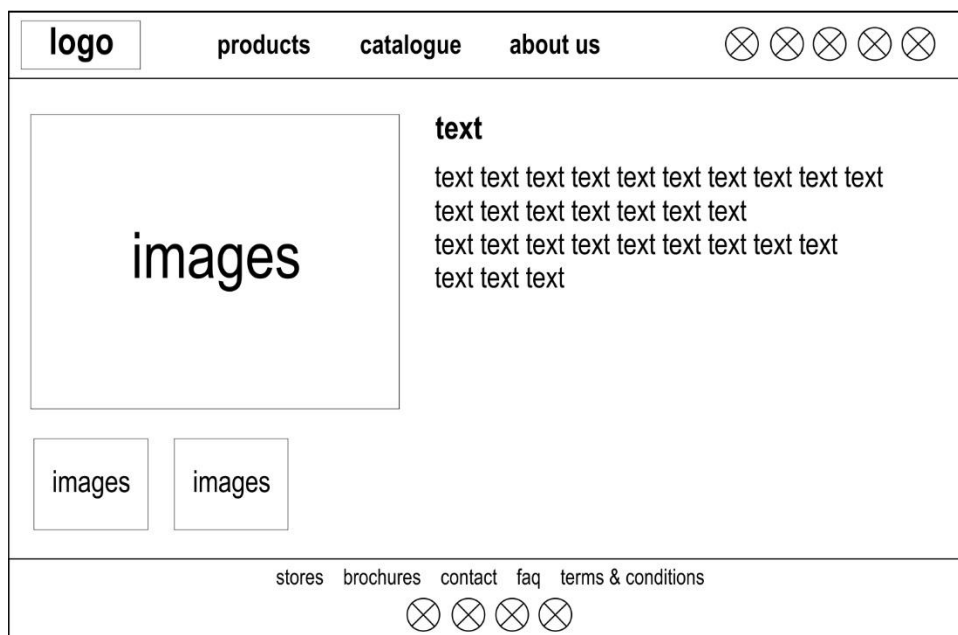 logo products catalogue about us
images
text
text text text text text text text text text text
text text text text text text text
text text text text text text text text text
text text text
images images
stores brochures contact faq terms & conditions